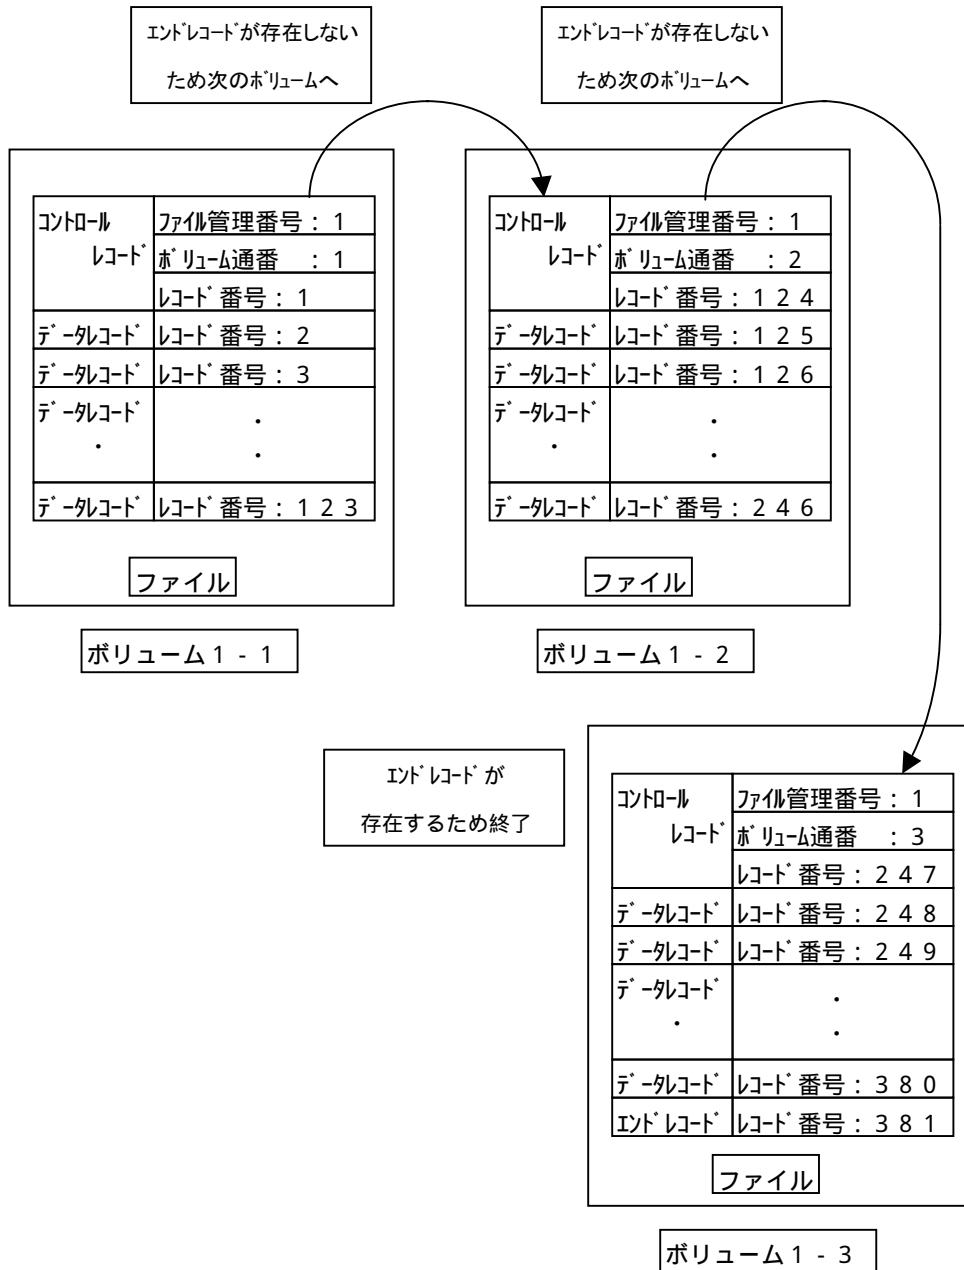 ｴﾝﾄﾞﾚｺｰﾄﾞが存在しない
ため次のﾎﾞﾘｭｰﾑへ
ｴﾝﾄﾞﾚｺｰﾄﾞが存在しない
ため次のﾎﾞﾘｭｰﾑへ
ｺﾝﾄﾛｰﾙ
ﾚｺｰﾄﾞ
ﾌｧｲﾙ管理番号：１
ﾎﾞﾘｭｰﾑ通番　：１
ﾚｺｰﾄﾞ番号：１
ﾃﾞｰﾀﾚｺｰﾄﾞ ﾚｺｰﾄﾞ番号：２
ﾃﾞｰﾀﾚｺｰﾄﾞ ﾚｺｰﾄﾞ番号：３
ﾃﾞｰﾀﾚｺｰﾄﾞ ・
・ ・
ﾃﾞｰﾀﾚｺｰﾄﾞ ﾚｺｰﾄﾞ番号：１２３
ファイル
ボリューム１‐１
ｺﾝﾄﾛｰﾙ
ﾚｺｰﾄﾞ
ﾌｧｲﾙ管理番号：１
ﾎﾞﾘｭｰﾑ通番　：２
ﾚｺｰﾄﾞ番号：１２４
ﾃﾞｰﾀﾚｺｰﾄﾞ ﾚｺｰﾄﾞ番号：１２５
ﾃﾞｰﾀﾚｺｰﾄﾞ ﾚｺｰﾄﾞ番号：１２６
ﾃﾞｰﾀﾚｺｰﾄﾞ ・
・ ・
ﾃﾞｰﾀﾚｺｰﾄﾞ ﾚｺｰﾄﾞ番号：２４６
ファイル
ボリューム１‐２
ｴﾝﾄﾞﾚｺｰﾄﾞが
存在するため終了
ｺﾝﾄﾛｰﾙ
ﾚｺｰﾄﾞ
ﾌｧｲﾙ管理番号：１
ﾎﾞﾘｭｰﾑ通番　：３
ﾚｺｰﾄﾞ番号：２４７
ﾃﾞｰﾀﾚｺｰﾄﾞ ﾚｺｰﾄﾞ番号：２４８
ﾃﾞｰﾀﾚｺｰﾄﾞ ﾚｺｰﾄﾞ番号：２４９
ﾃﾞｰﾀﾚｺｰﾄﾞ ・
・ ・
ﾃﾞｰﾀﾚｺｰﾄﾞ ﾚｺｰﾄﾞ番号：３８０
ｴﾝﾄﾞﾚｺｰﾄﾞ ﾚｺｰﾄﾞ番号：３８１
ファイル
ボリューム１‐３